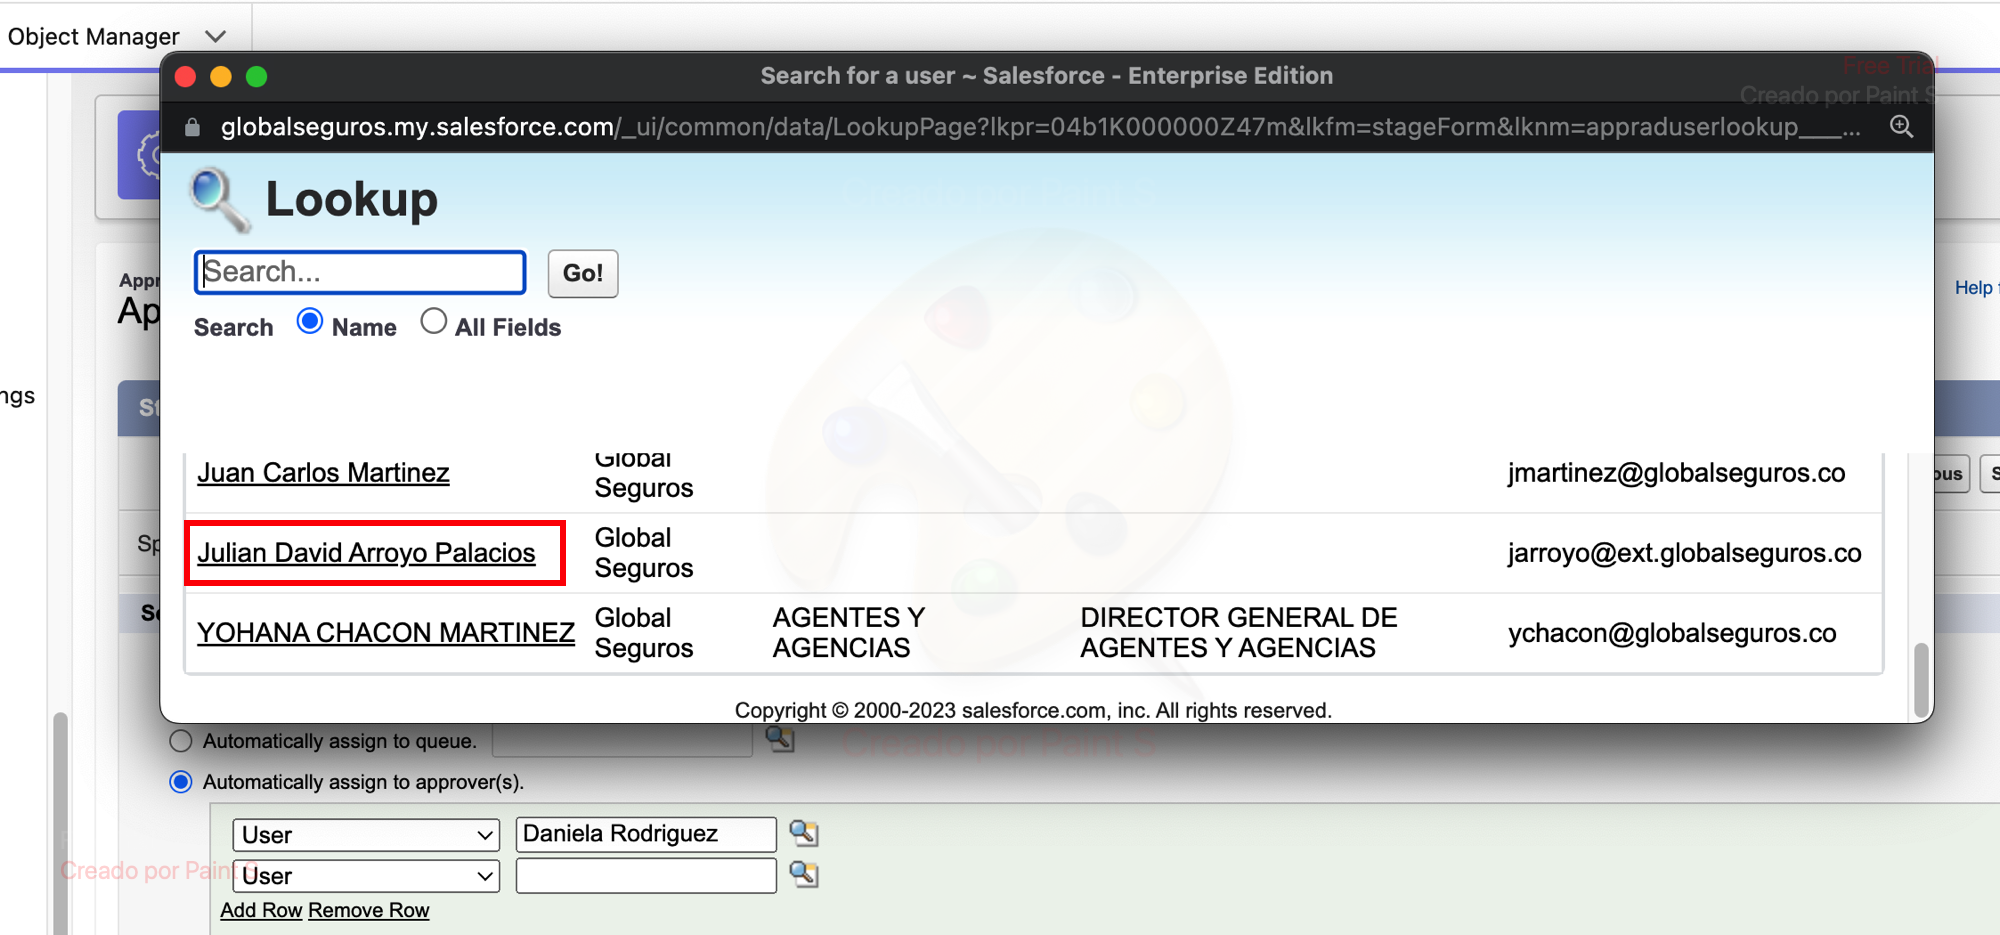 Object Manager
Search for a user ~ Salesforce - Enterprise Edition
Free Trial
Creado por Paint S
globalseguros.my.salesforce.com/_ui/common/data/LookupPage?lkpr=04b1K000000Z47m&lkfm=stageForm&lknm=appraduserlookup____...
Lookup
Creado por Paint S
Search...
Go!
Appr
Ap
Help
Search Name All Fields
ngs
St
Juan Carlos Martinez
Global
Seguros
jmartinez@globalseguros.co
ous
S
Sp
Julian David Arroyo Palacios
Global
Seguros
jarroyo@ext.globalseguros.co
Se
YOHANA CHACON MARTINEZ
Global
Seguros
AGENTES Y
AGENCIAS
DIRECTOR GENERAL DE
AGENTES Y AGENCIAS
ychacon@globalseguros.co
Copyright © 2000-2023 salesforce.com, inc. All rights reserved.
Automatically assign to queue.
Creado por Paint S
Automatically assign to approver(s).
User
Daniela Rodriguez
Creado por Paint S
User
Add Row Remove Row